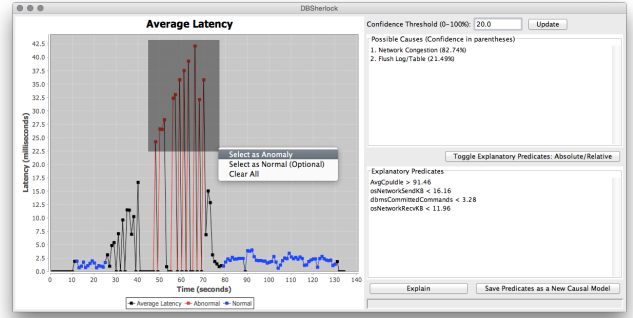 DBSherlook
Average Latency
Latency (milliseconds)
42.5
40.0
37.5
35.0
32.5
30.0
27.5
25.0
22.5
20.0
17.5
15.0
12.5
10.0
7.5
5.0
2.5
0.0
0 10 20 30 40 50 60 70 80 90 100 110 120 130 140
Time (seconds)
Average Latency Abnormal Normal
Select as Anomaly
Select as Normal (Optional)
Clear All
Confidence Threshold (0-100%): 20.0 Update
Possible Causes (Confidence in parentheses)
1. Network Congestion (82.74%)
2. Flush Log/Table (21.49%)
Toggle Explanatory Predicates: Absolute/Relative
Explanatory Predicates
AvgCpuIdle > 91.46
osNetworkSendKB < 16.16
dbmsCommittedCommands < 3.28
osNetworkRecvKB < 11.96
Explain Save Predicates as a New Causal Model